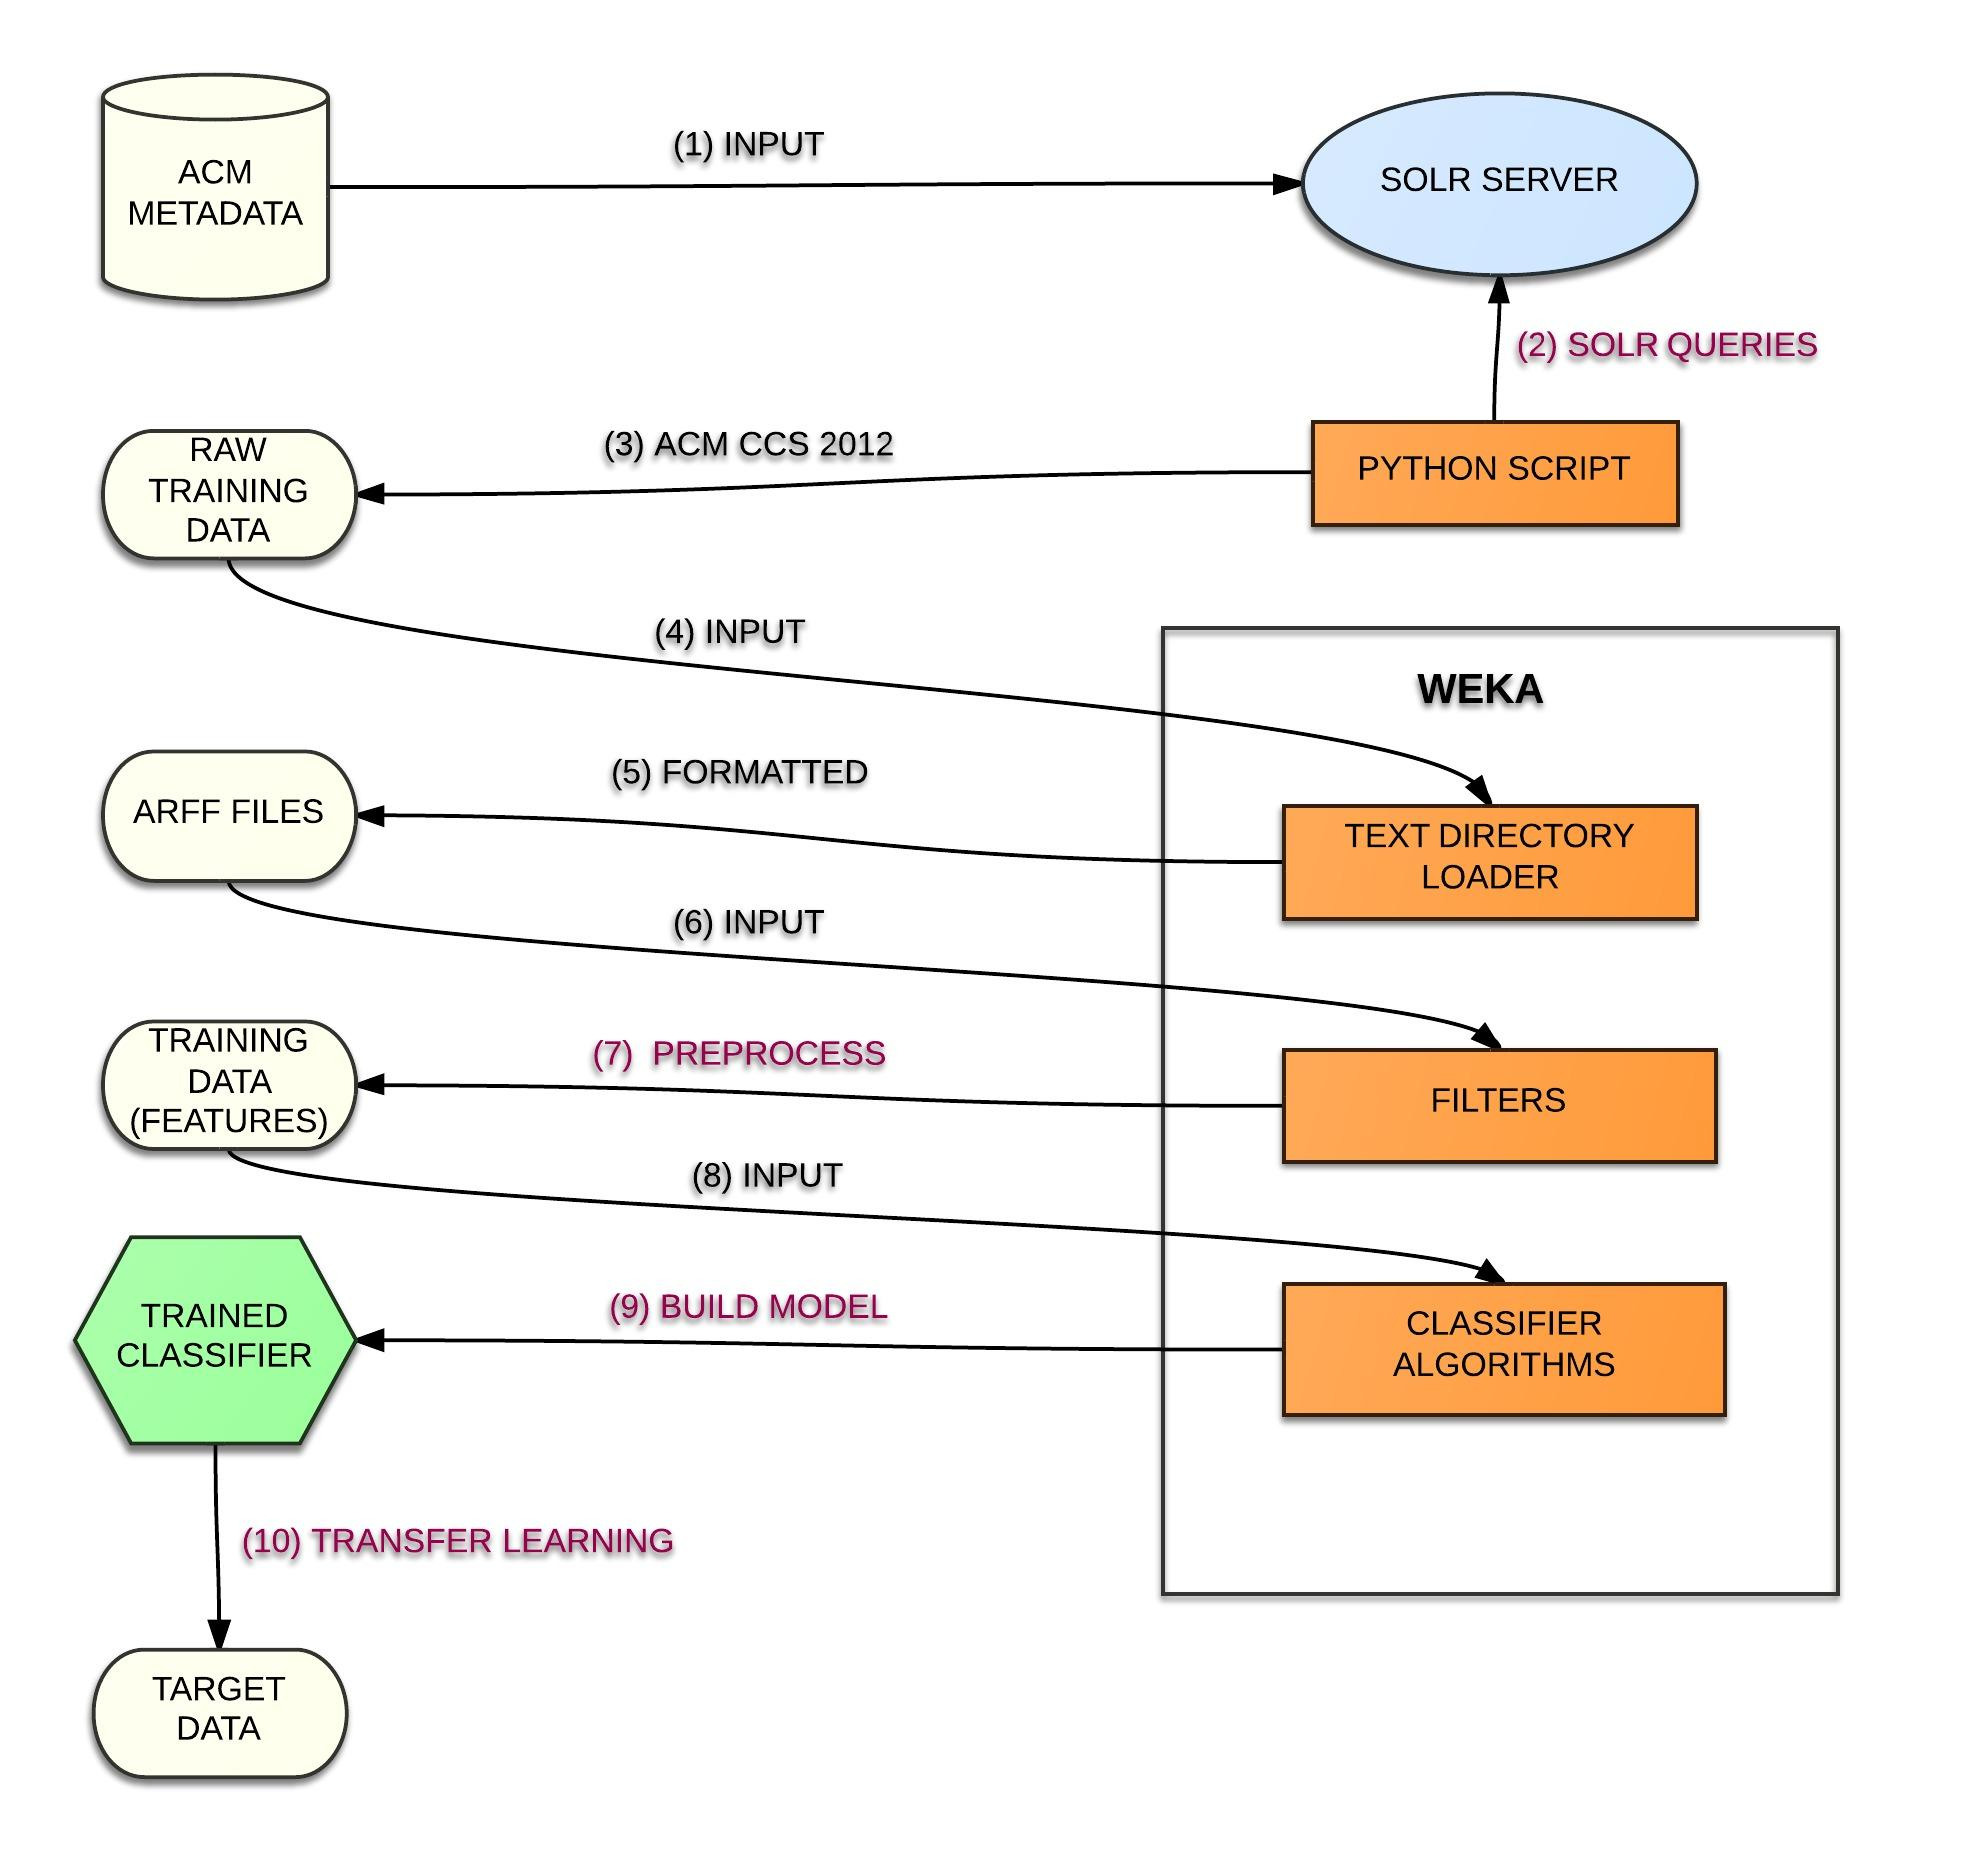 ACM
METADATA
(1) INPUT
SOLR SERVER
(2) SOLR QUERIES
RAW
TRAINING
DATA
(3) ACM CCS 2012
PYTHON SCRIPT
(4) INPUT
WEKA
ARFF FILES
(5) FORMATTED
TEXT DIRECTORY
LOADER
(6) INPUT
TRAINING
DATA
(FEATURES)
(7) PREPROCESS
FILTERS
(8) INPUT
TRAINED
CLASSIFIER
(9) BUILD MODEL
CLASSIFIER
ALGORITHMS
(10) TRANSFER LEARNING
TARGET
DATA